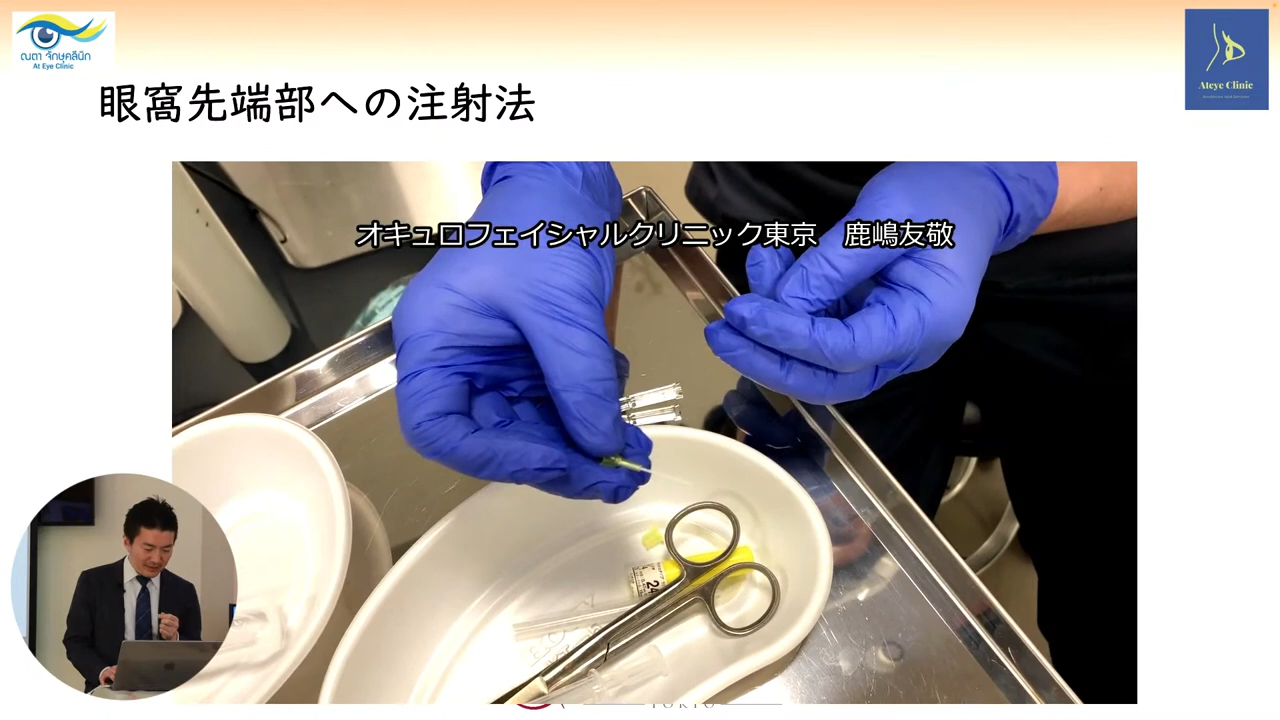 ณตา จักษุคลินิก
At Eye Clinic
Ateye Clinic
眼窩先端部への注射法
オキュロフェイシャルクリニック東京　鹿嶋友敬
24
TOKYO